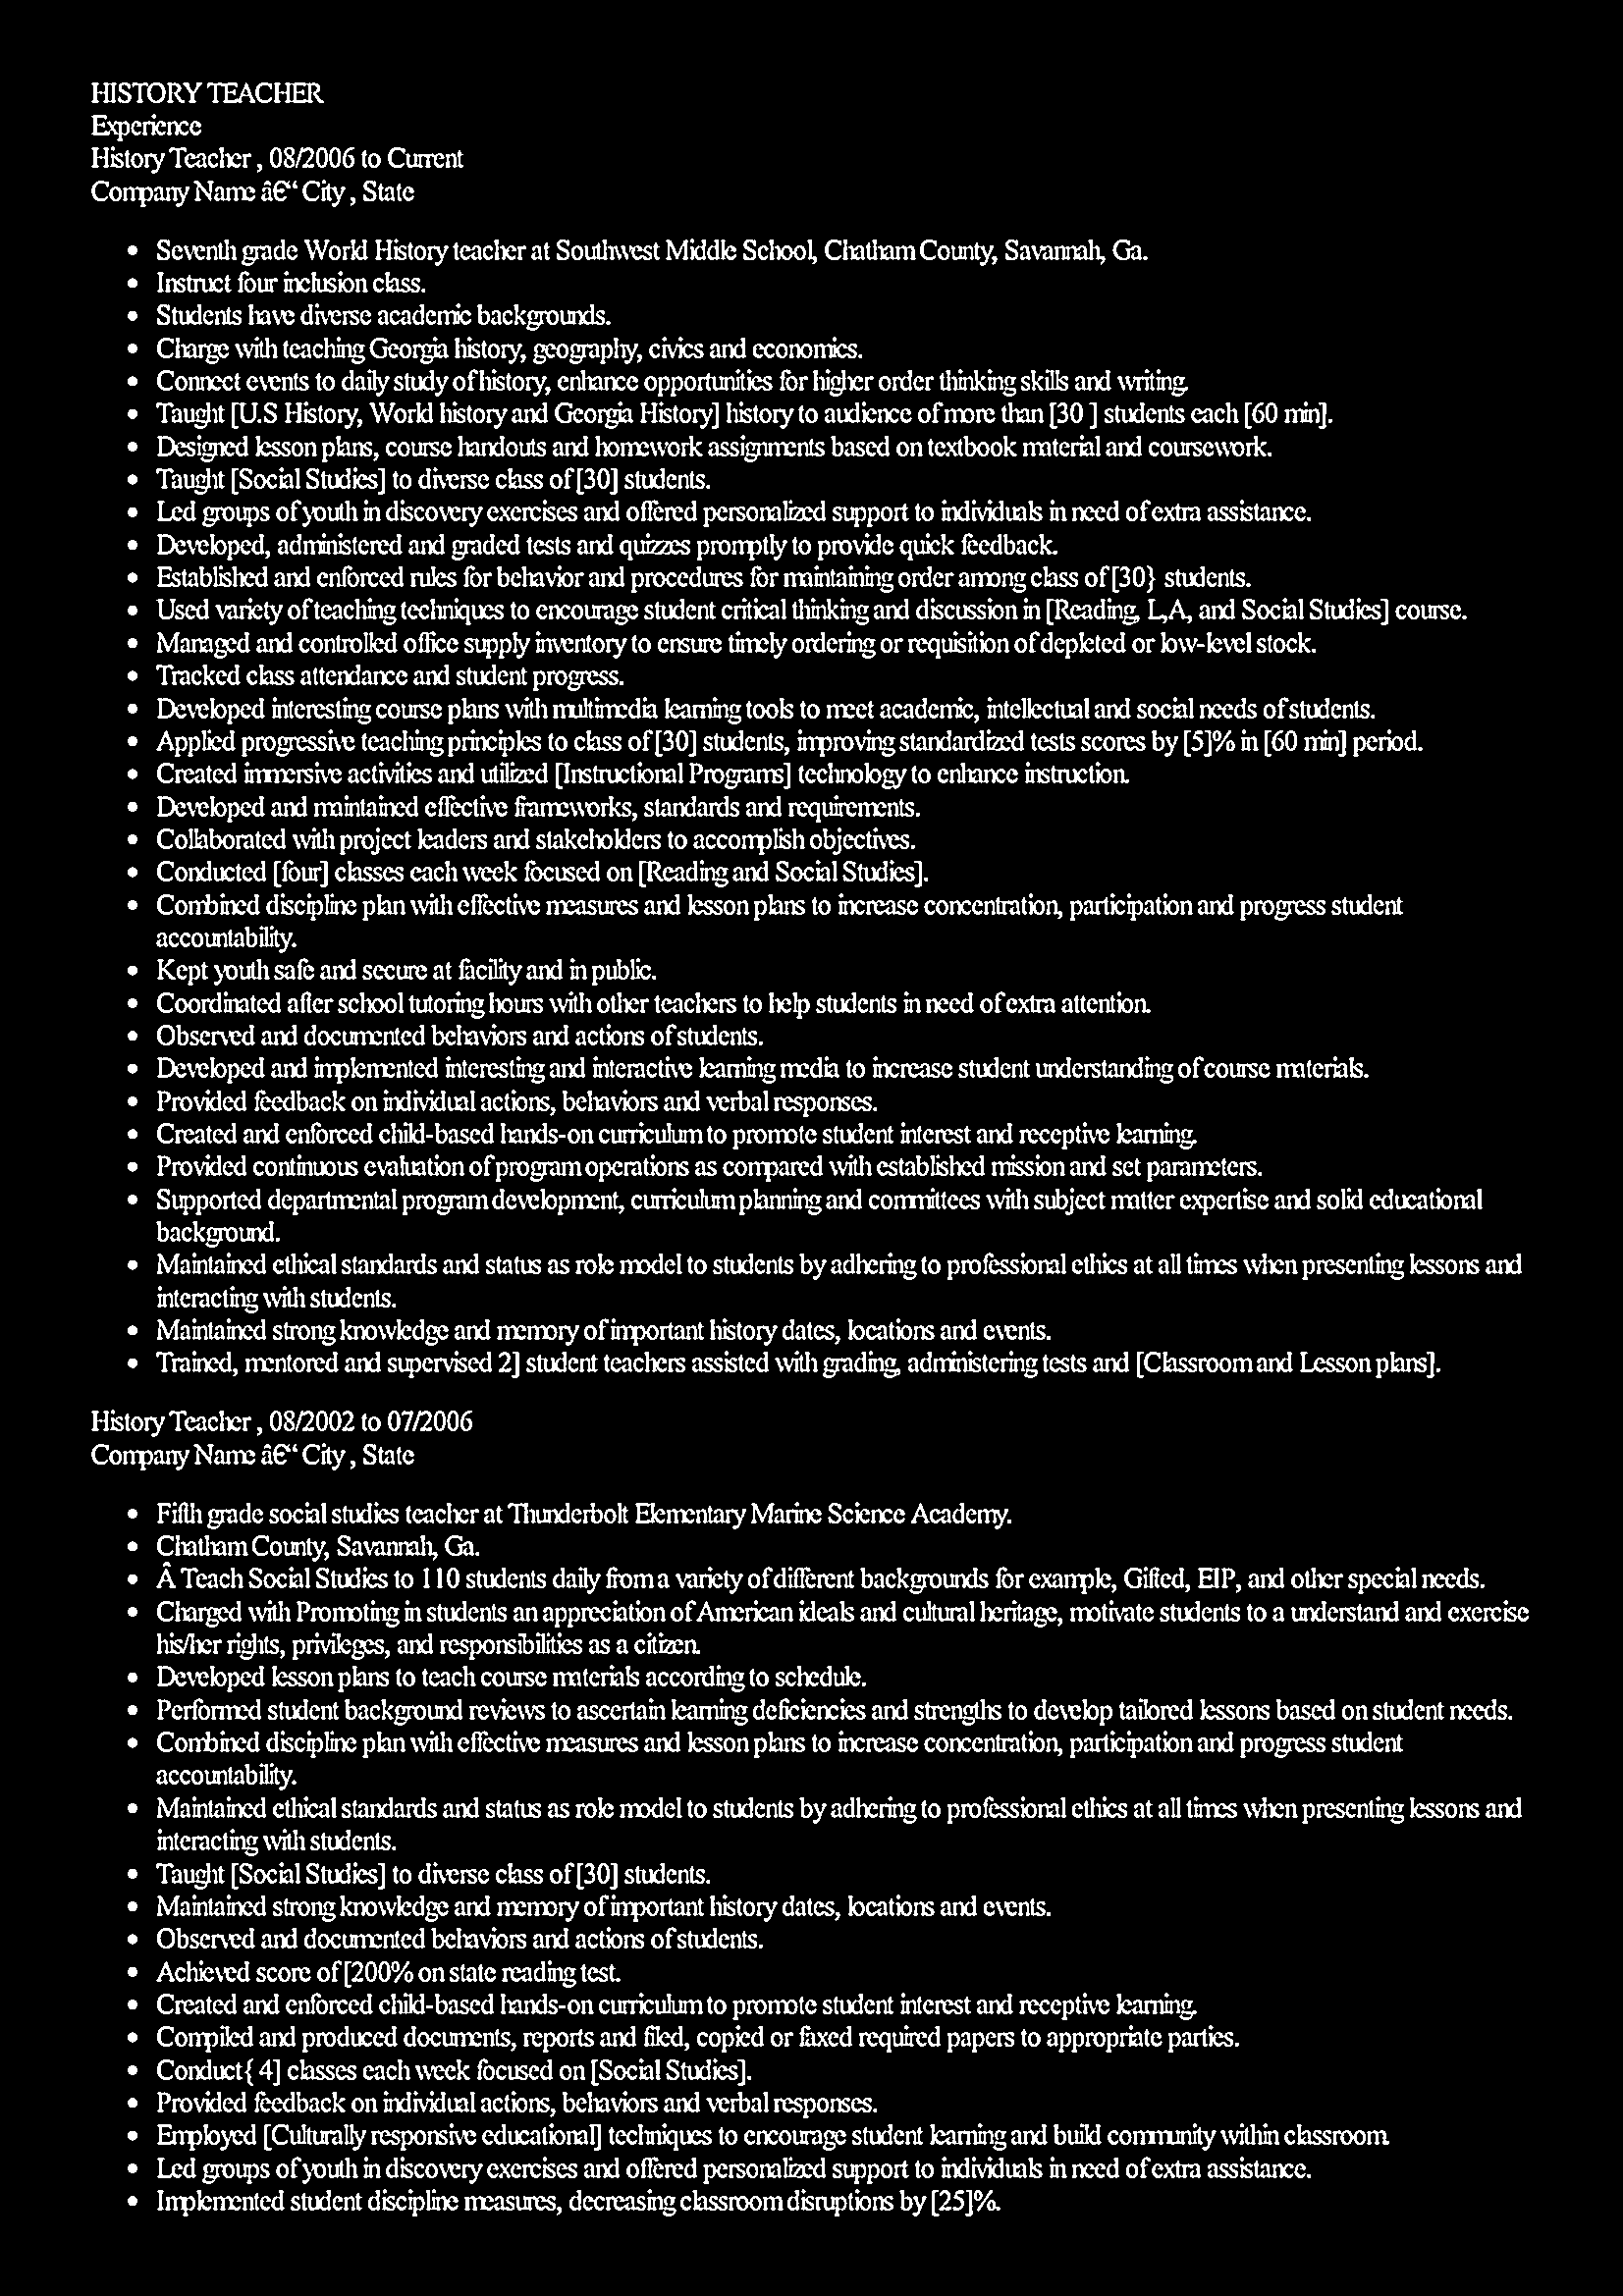 HISTORY TEACHER
Experience
History Teacher , 08/2006 to Current
Company Name â€“ City , State
• Seventh grade World History teacher at Southwest Middle School, Chatham County, Savannah, Ga.
• Instruct four inclusion class.
• Students have diverse academic backgrounds.
• Charge with teaching Georgia history, geography, civics and economics.
• Connect events to daily study of history, enhance opportunities for higher order thinking skills and writing.
• Taught [U.S History, World history and Georgia History] history to audience of more than [30 ] students each [60 min].
• Designed lesson plans, course handouts and homework assignments based on textbook material and coursework.
• Taught [Social Studies] to diverse class of [30] students.
• Led groups of youth in discovery exercises and offered personalized support to individuals in need of extra assistance.
• Developed, administered and graded tests and quizzes promptly to provide quick feedback.
• Established and enforced rules for behavior and procedures for maintaining order among class of [30} students.
• Used variety of teaching techniques to encourage student critical thinking and discussion in [Reading, L,A, and Social Studies] course.
• Managed and controlled office supply inventory to ensure timely ordering or requisition of depleted or low-level stock.
• Tracked class attendance and student progress.
• Developed interesting course plans with multimedia learning tools to meet academic, intellectual and social needs of students.
• Applied progressive teaching principles to class of [30] students, improving standardized tests scores by [5]% in [60 min] period.
• Created immersive activities and utilized [Instructional Programs] technology to enhance instruction.
• Developed and maintained effective frameworks, standards and requirements.
• Collaborated with project leaders and stakeholders to accomplish objectives.
• Conducted [four] classes each week focused on [Reading and Social Studies].
• Combined discipline plan with effective measures and lesson plans to increase concentration, participation and progress student
accountability.
• Kept youth safe and secure at facility and in public.
• Coordinated after school tutoring hours with other teachers to help students in need of extra attention.
• Observed and documented behaviors and actions of students.
• Developed and implemented interesting and interactive learning media to increase student understanding of course materials.
• Provided feedback on individual actions, behaviors and verbal responses.
• Created and enforced child-based hands-on curriculum to promote student interest and receptive learning.
• Provided continuous evaluation of program operations as compared with established mission and set parameters.
• Supported departmental program development, curriculum planning and committees with subject matter expertise and solid educational
background.
• Maintained ethical standards and status as role model to students by adhering to professional ethics at all times when presenting lessons and
interacting with students.
• Maintained strong knowledge and memory of important history dates, locations and events.
• Trained, mentored and supervised 2] student teachers assisted with grading, administering tests and [Classroom and Lesson plans].
History Teacher , 08/2002 to 07/2006
Company Name â€“ City , State
• Fifth grade social studies teacher at Thunderbolt Elementary Marine Science Academy.
• Chatham County, Savannah, Ga.
• Â Teach Social Studies to 110 students daily from a variety of different backgrounds for example, Gifted, EIP, and other special needs.
• Charged with Promoting in students an appreciation of American ideals and cultural heritage, motivate students to a understand and exercise
his/her rights, privileges, and responsibilities as a citizen.
• Developed lesson plans to teach course materials according to schedule.
• Performed student background reviews to ascertain learning deficiencies and strengths to develop tailored lessons based on student needs.
• Combined discipline plan with effective measures and lesson plans to increase concentration, participation and progress student
accountability.
• Maintained ethical standards and status as role model to students by adhering to professional ethics at all times when presenting lessons and
interacting with students.
• Taught [Social Studies] to diverse class of [30] students.
• Maintained strong knowledge and memory of important history dates, locations and events.
• Observed and documented behaviors and actions of students.
• Achieved score of [200% on state reading test.
• Created and enforced child-based hands-on curriculum to promote student interest and receptive learning.
• Compiled and produced documents, reports and filed, copied or faxed required papers to appropriate parties.
• Conduct{ 4] classes each week focused on [Social Studies].
• Provided feedback on individual actions, behaviors and verbal responses.
• Employed [Culturally responsive educational] techniques to encourage student learning and build community within classroom.
• Led groups of youth in discovery exercises and offered personalized support to individuals in need of extra assistance.
• Implemented student discipline measures, decreasing classroom disruptions by [25]%.